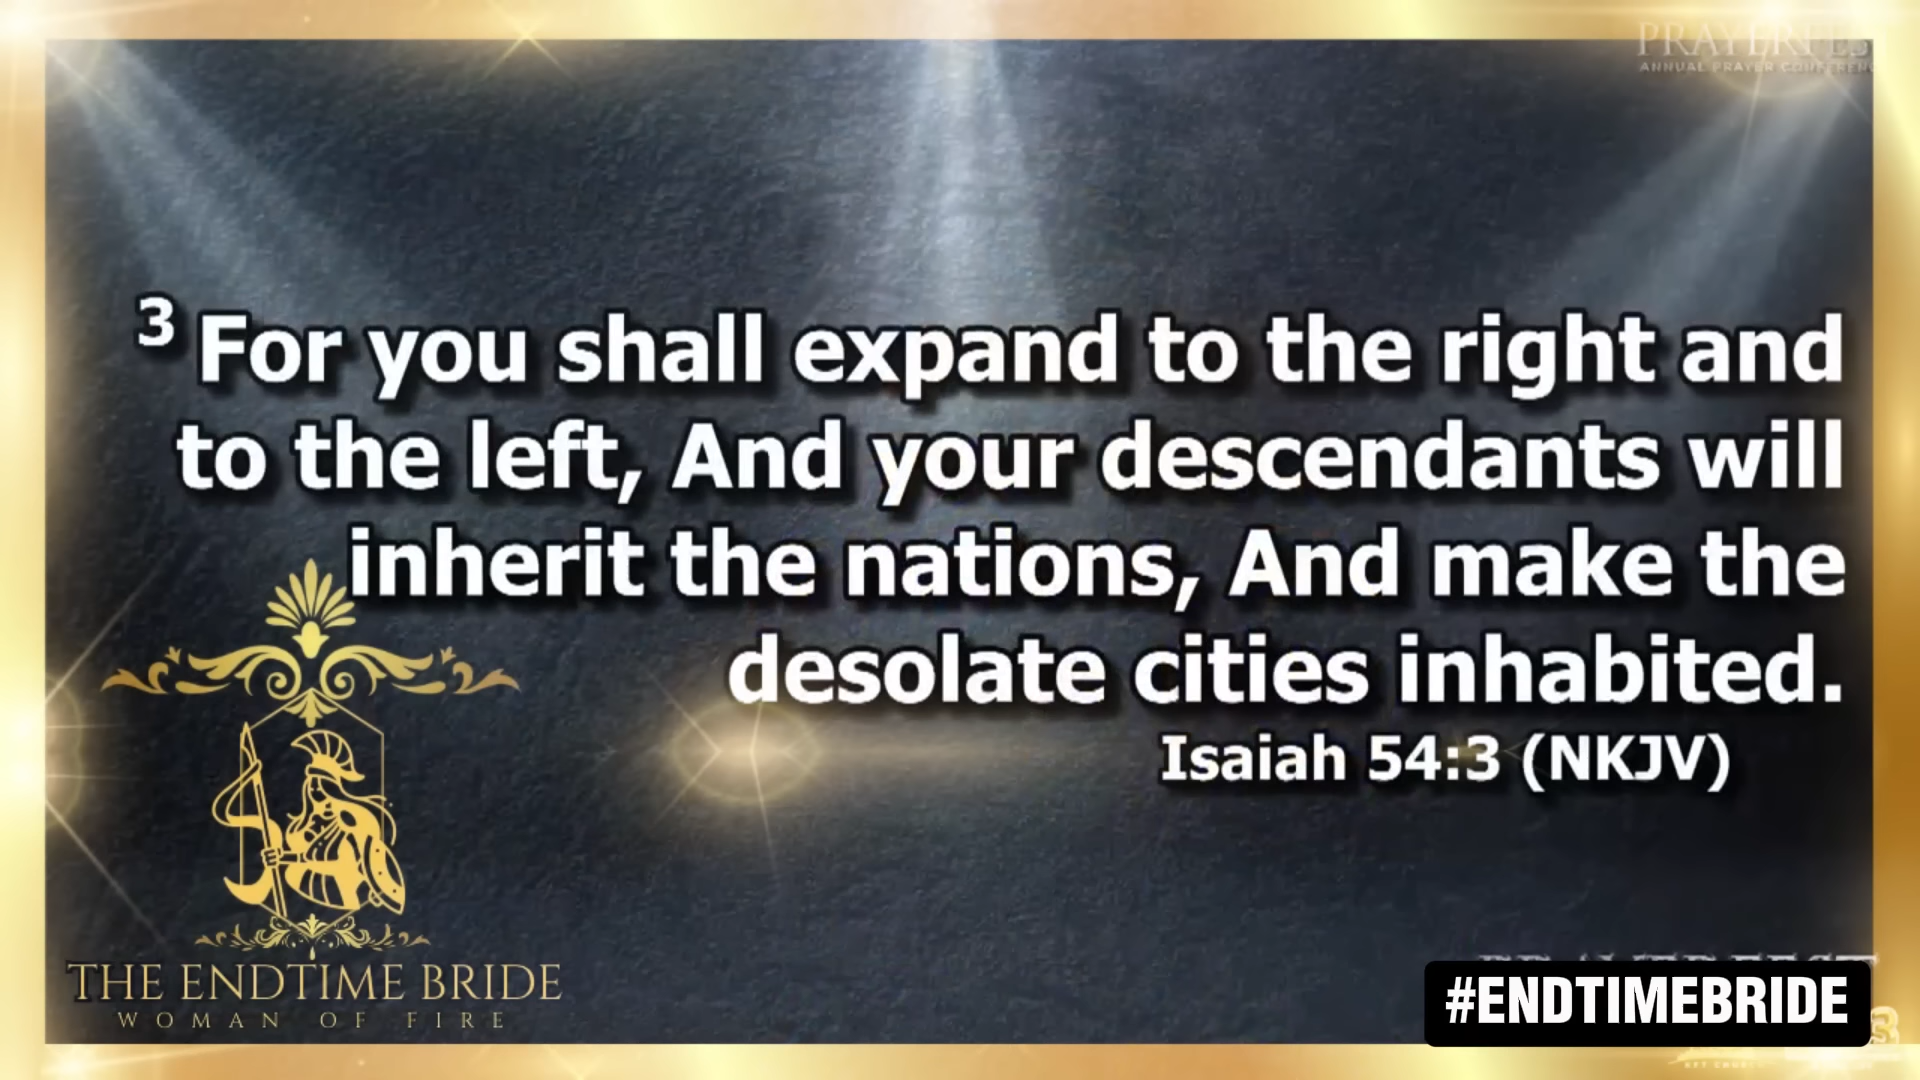 PRAYERFES
ANNUAL PRAYER CONFERENC
3 For you shall expand to the right and
to the left, And your descendants will
inherit the nations, And make the
desolate cities inhabited.
Isaiah 54:3 (NKJV)
THE ENDTIME BRIDE
WOMAN OF FIRE
#ENDTIMEBRIDE